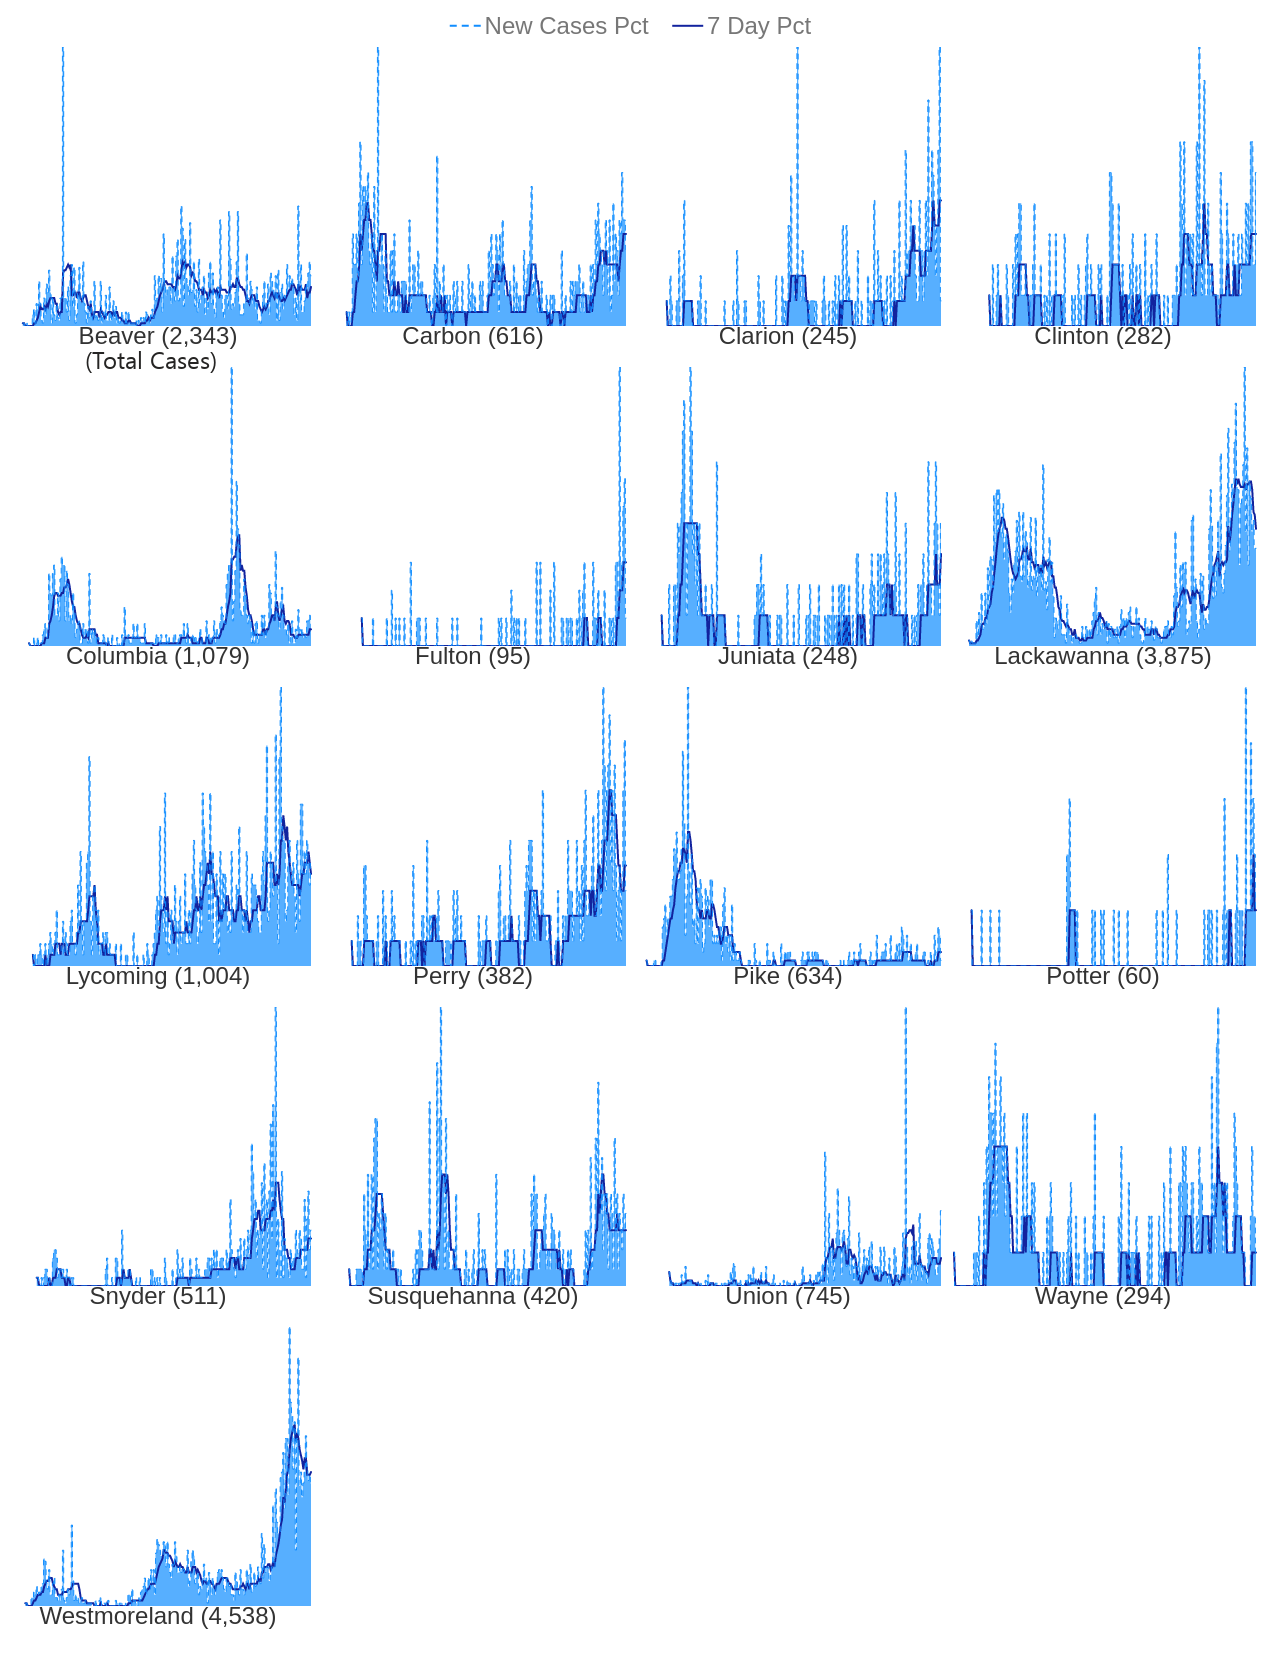 New Cases Pct 7 Day Pct
Beaver (2,343) Carbon (616) Clarion (245) Clinton (282)
(Total Cases)
Columbia (1,079) Fulton (95) Juniata (248) Lackawanna (3,875)
Lycoming (1,004) Perry (382) Pike (634) Potter (60)
Snyder (511) Susquehanna (420) Union (745) Wayne (294)
Westmoreland (4,538)